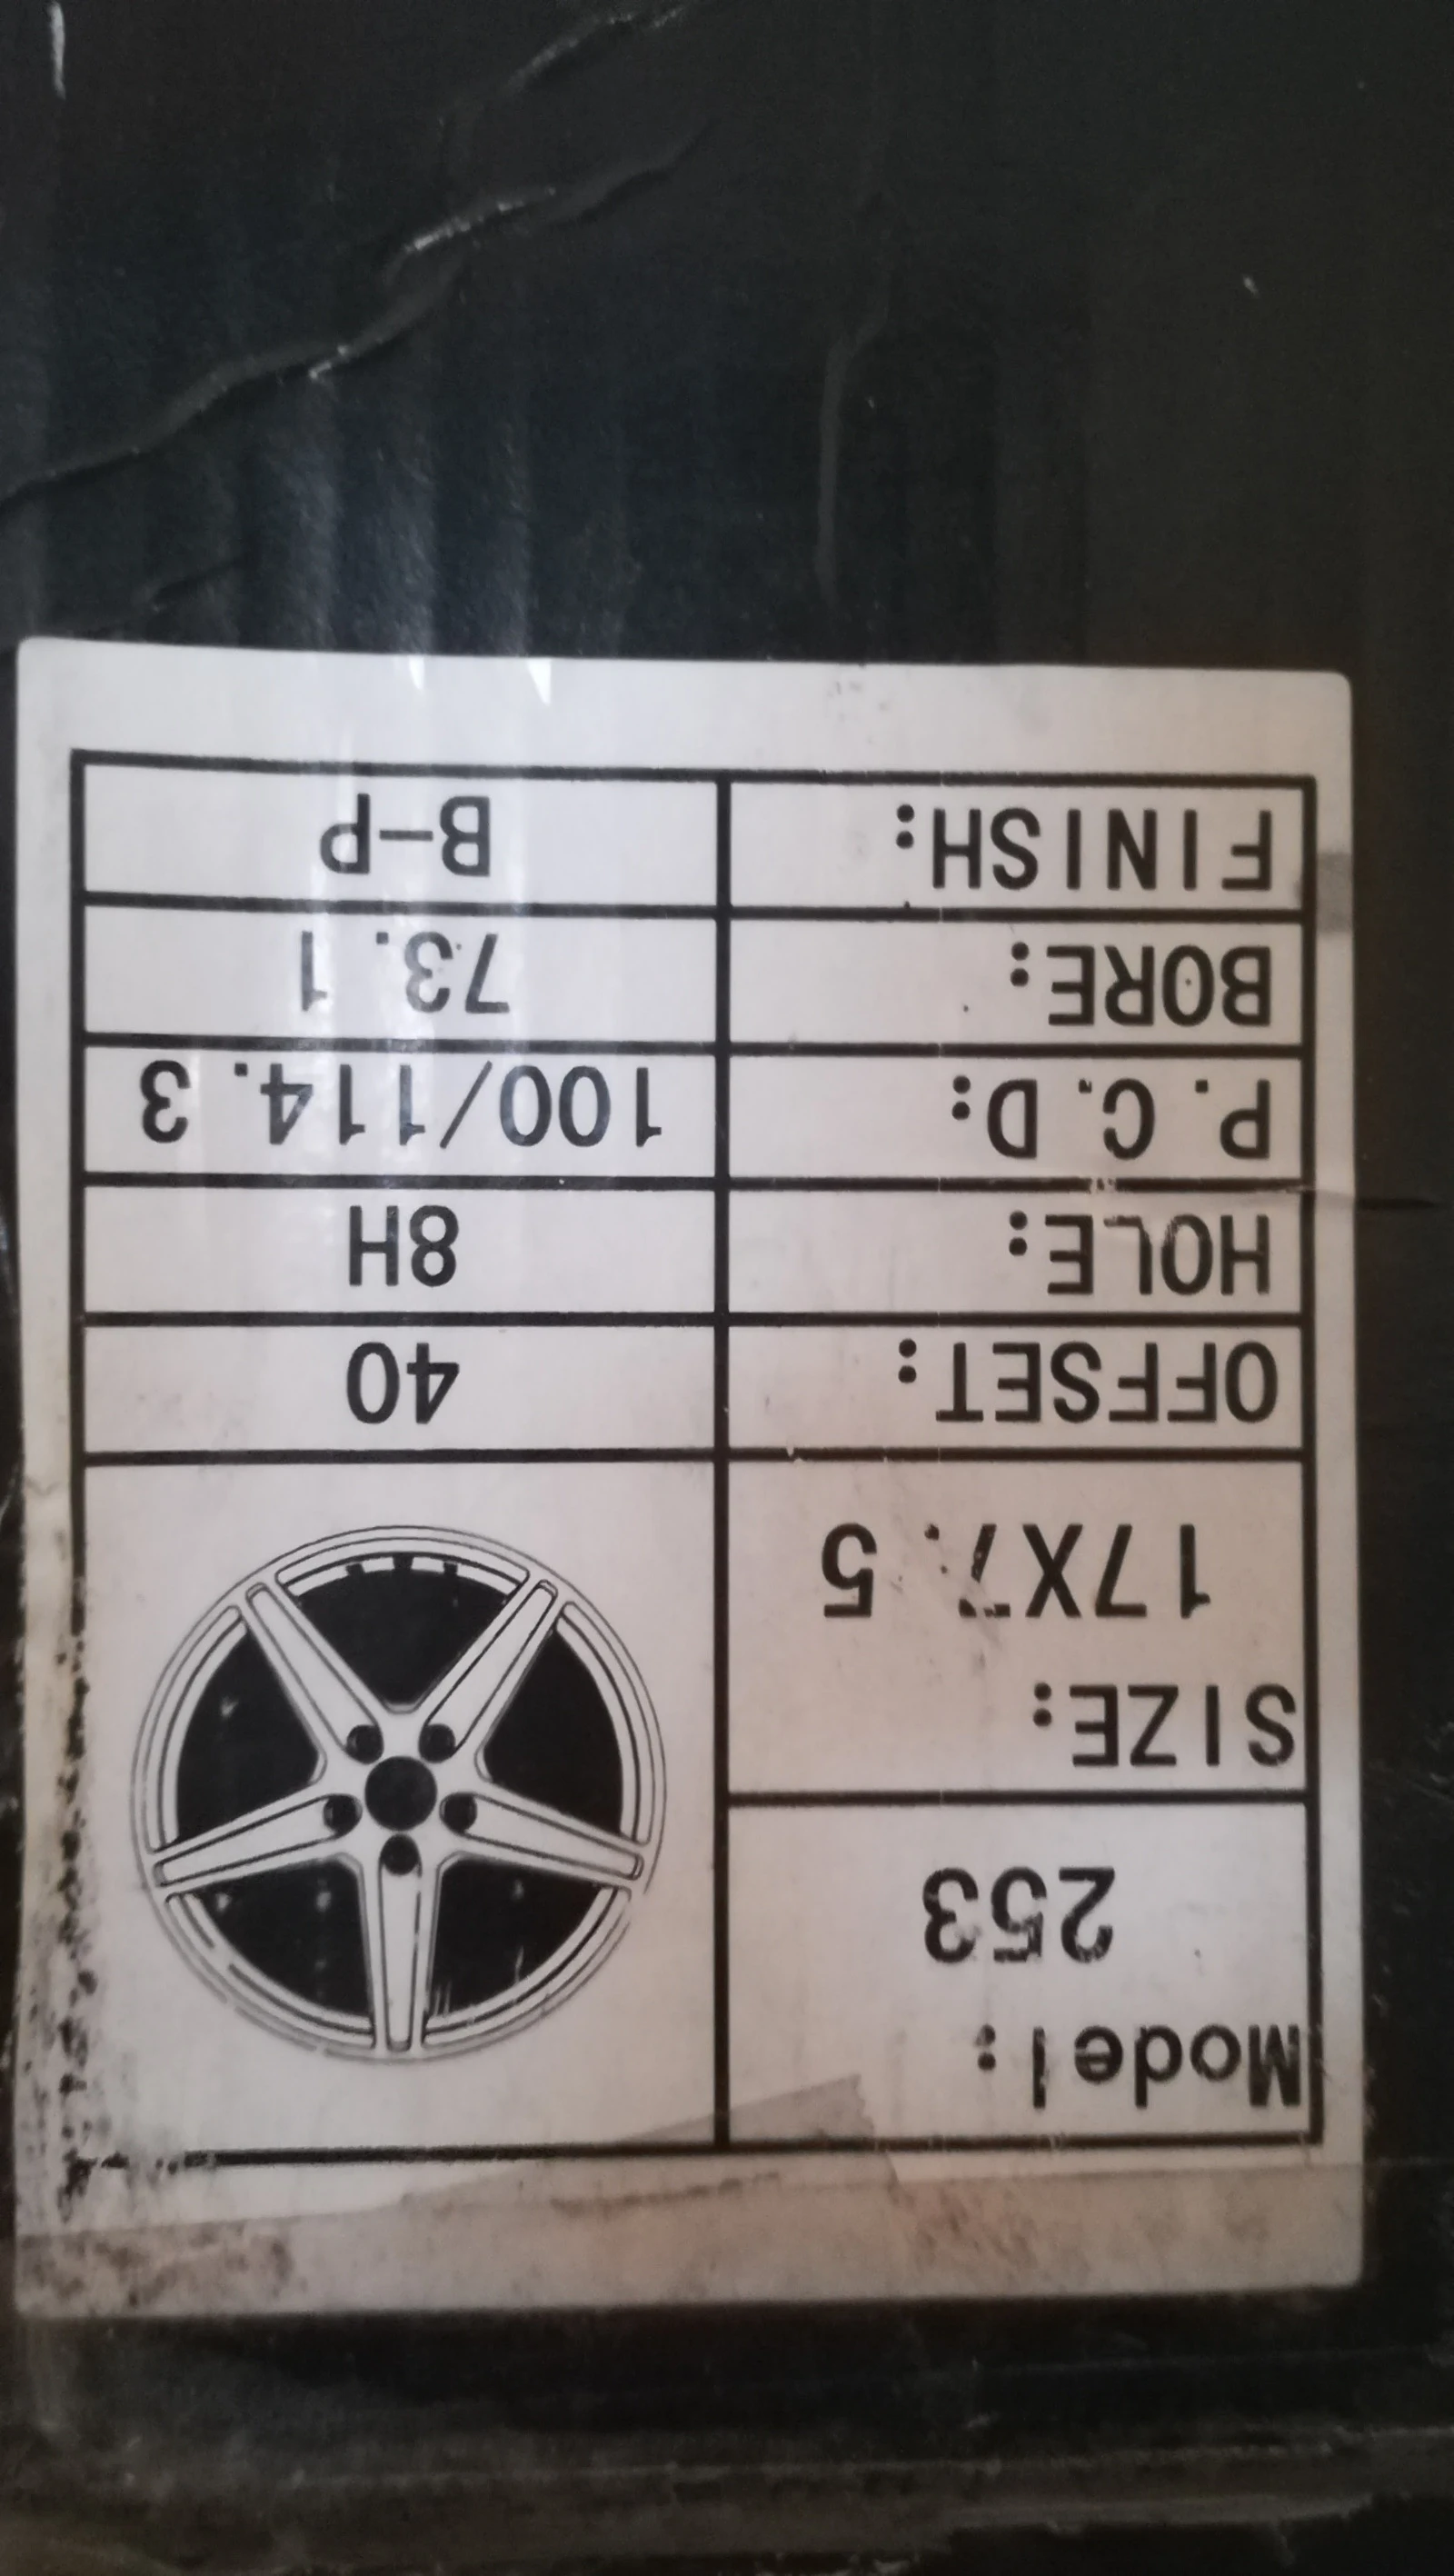 Model:
253
SIZE:
17X7. 5
OFFSET: 40
HOLE: 8H
P. C. D: 100/114. 3
BORE: 73. 1
FINISH: B-P